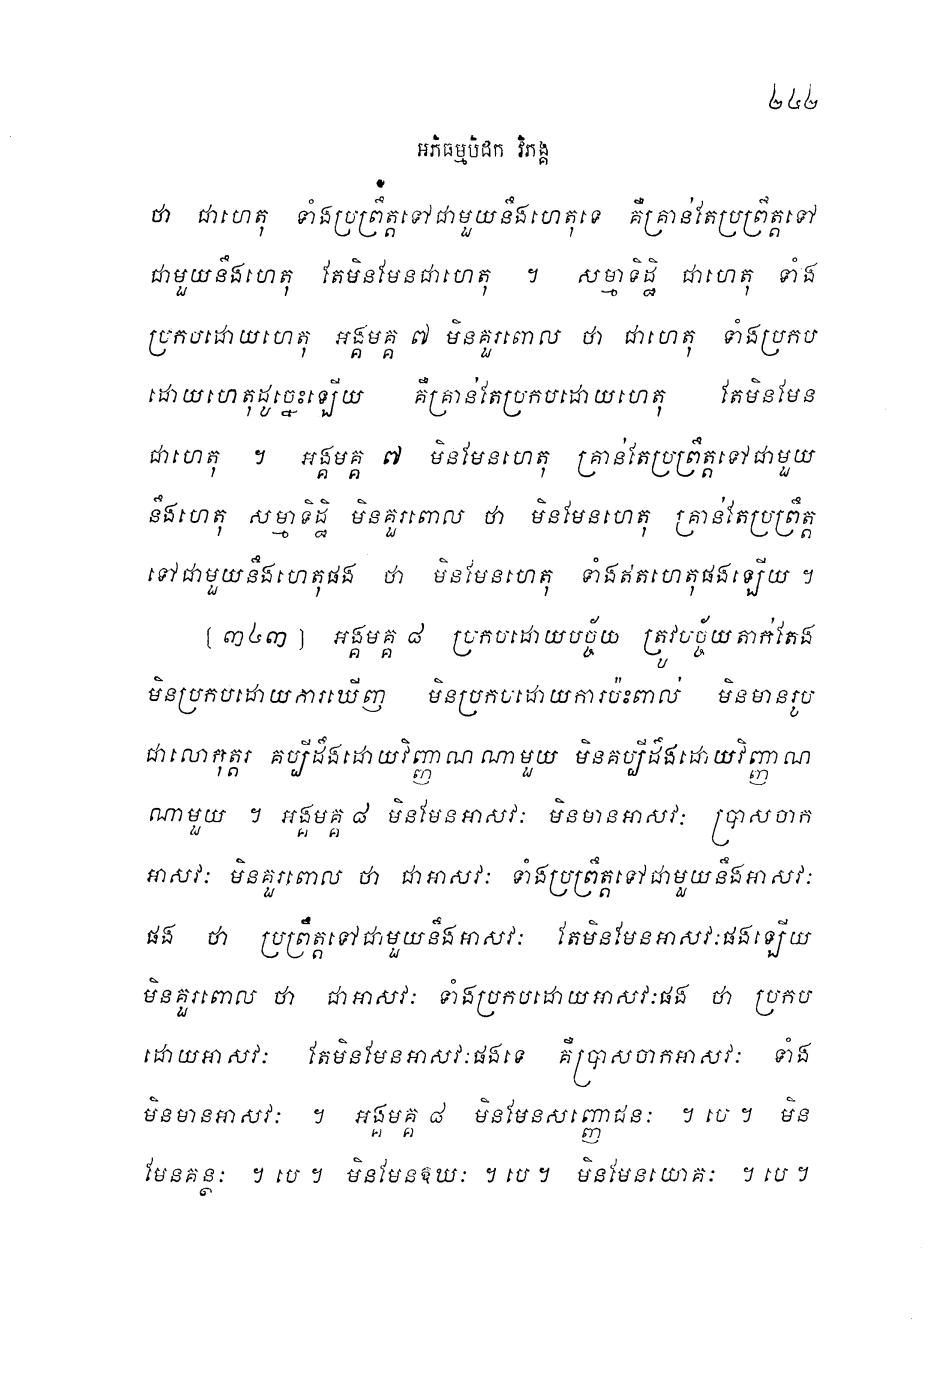 ២៤២
អភិធម្មបិដក វិភង្គ
ថា ជាហេតុ ទាំងប្រព្រឹត្តទៅជាមួយនឹងហេតុទេ គឺគ្រាន់តែប្រព្រឹត្តទៅ
ជាមួយនឹងហេតុ តែមិនមែនជាហេតុ ។ សម្មាទិដ្ឋិ ជាហេតុ ទាំង
ប្រកបដោយហេតុ អង្គមគ្គ ៧ មិនគួរពោល ថា ជាហេតុ ទាំងប្រកប
ដោយហេតុដូច្នេះឡើយ គឺគ្រាន់តែប្រកបដោយហេតុ តែមិនមែន
ជាហេតុ ។ អង្គមគ្គ ៧ មិនមែនហេតុ គ្រាន់តែប្រព្រឹត្តទៅជាមួយ
នឹងហេតុ សម្មាទិដ្ឋិ មិនគួរពោល ថា មិនមែនហេតុ គ្រាន់តែប្រព្រឹត្ត
ទៅជាមួយនឹងហេតុផង ថា មិនមែនហេតុ ទាំងឥតហេតុផងឡើយ ។
[៣៤៣] អង្គមគ្គ ៨ ប្រកបដោយបច្ច័យ ត្រូវបច្ច័យតាក់តែង
មិនប្រកបដោយការឃើញ មិនប្រកបដោយការប៉ះពាល់ មិនមានរូប
ជាលោកុត្តរ គប្បីដឹងដោយវិញ្ញាណណាមួយ មិនគប្បីដឹងដោយវិញ្ញាណ
ណាមួយ ។ អង្គមគ្គ ៨ មិនមែនអាសវៈ មិនមានអាសវៈ ប្រាសចាក
អាសវៈ មិនគួរពោល ថា ជាអាសវៈ ទាំងប្រព្រឹត្តទៅជាមួយនឹងអាសវៈ
ផង ថា ប្រព្រឹត្តទៅជាមួយនឹងអាសវៈ តែមិនមែនអាសវៈផងឡើយ
មិនគួរពោល ថា ជាអាសវៈ ទាំងប្រកបដោយអាសវៈផង ថា ប្រកប
ដោយអាសវៈ តែមិនមែនអាសវៈផងទេ គឺប្រាសចាកអាសវៈ ទាំង
មិនមានអាសវៈ ។ អង្គមគ្គ ៨ មិនមែនសញ្ញោជនៈ ។ បេ ។ មិន
មែនគន្ថៈ ។ បេ ។ មិនមែនឱឃៈ ។ បេ ។ មិនមែនយោគៈ ។ បេ ។